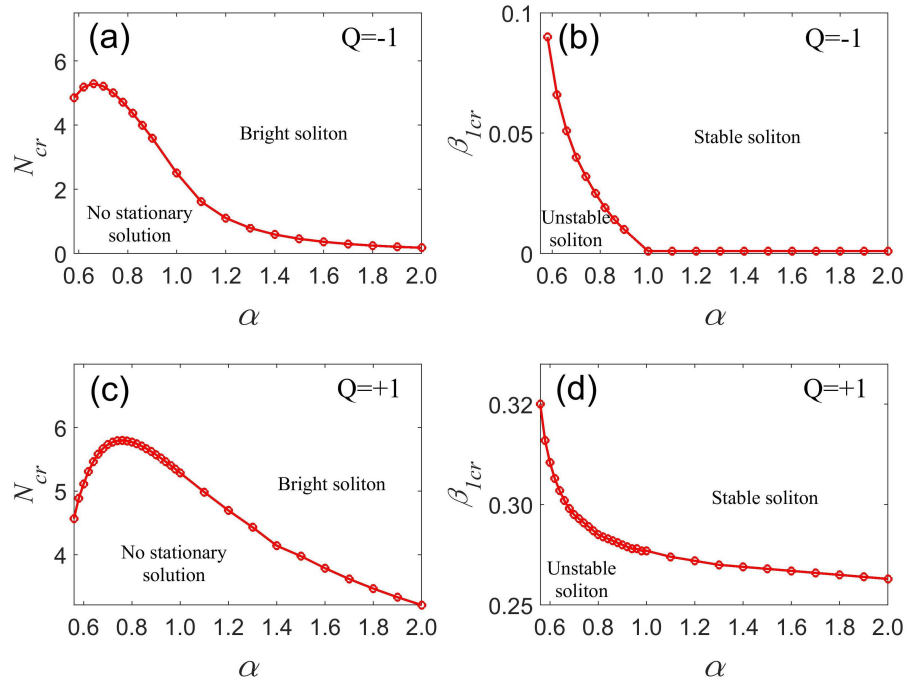 (a)
Q=-1
6
4
2
0
N_cr
Bright soliton
No stationary
solution
0.6 0.8 1.0 1.2 1.4 1.6 1.8 2.0
α
(b)
Q=-1
0.1
0.05
0
β_1cr
Stable soliton
Unstable
soliton
0.6 0.8 1.0 1.2 1.4 1.6 1.8 2.0
α
(c)
Q=+1
6
5
4
N_cr
Bright soliton
No stationary
solution
0.6 0.8 1.0 1.2 1.4 1.6 1.8 2.0
α
(d)
Q=+1
0.32
0.30
0.25
β_1cr
Stable soliton
Unstable
soliton
0.6 0.8 1.0 1.2 1.4 1.6 1.8 2.0
α